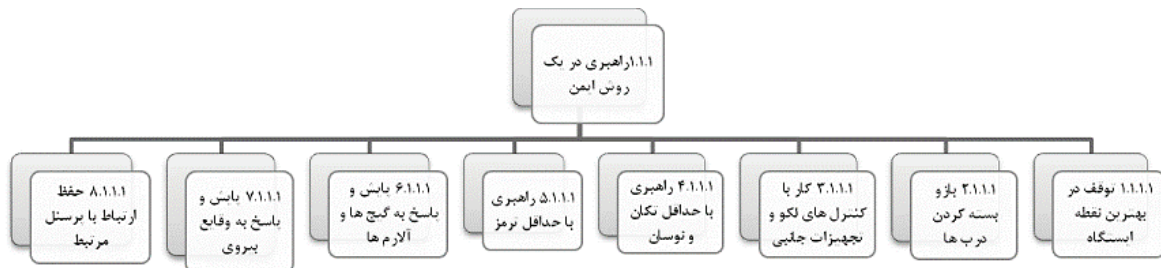 ۱.۱.۱راهبری در یک
روش ایمن
۱.۱.۱.۱ توقف در
بهترین نقطه
ایستگاه
۲.۱.۱.۱ باز و
بسته کردن
درب ها
۳.۱.۱.۱ کار با
کنترل های لکو و
تجهیزات جانبی
۴.۱.۱.۱ راهبری
با حداقل تکان
و نوسان
۵.۱.۱.۱ راهبری
با حداقل ترمز
۶.۱.۱.۱ پایش و
پاسخ به گیج ها و
آلارم ها
۷.۱.۱.۱ پایش و
پاسخ به وقایع
بیروی
۸.۱.۱.۱ حفظ
ارتباط با پرسنل
مرتبط